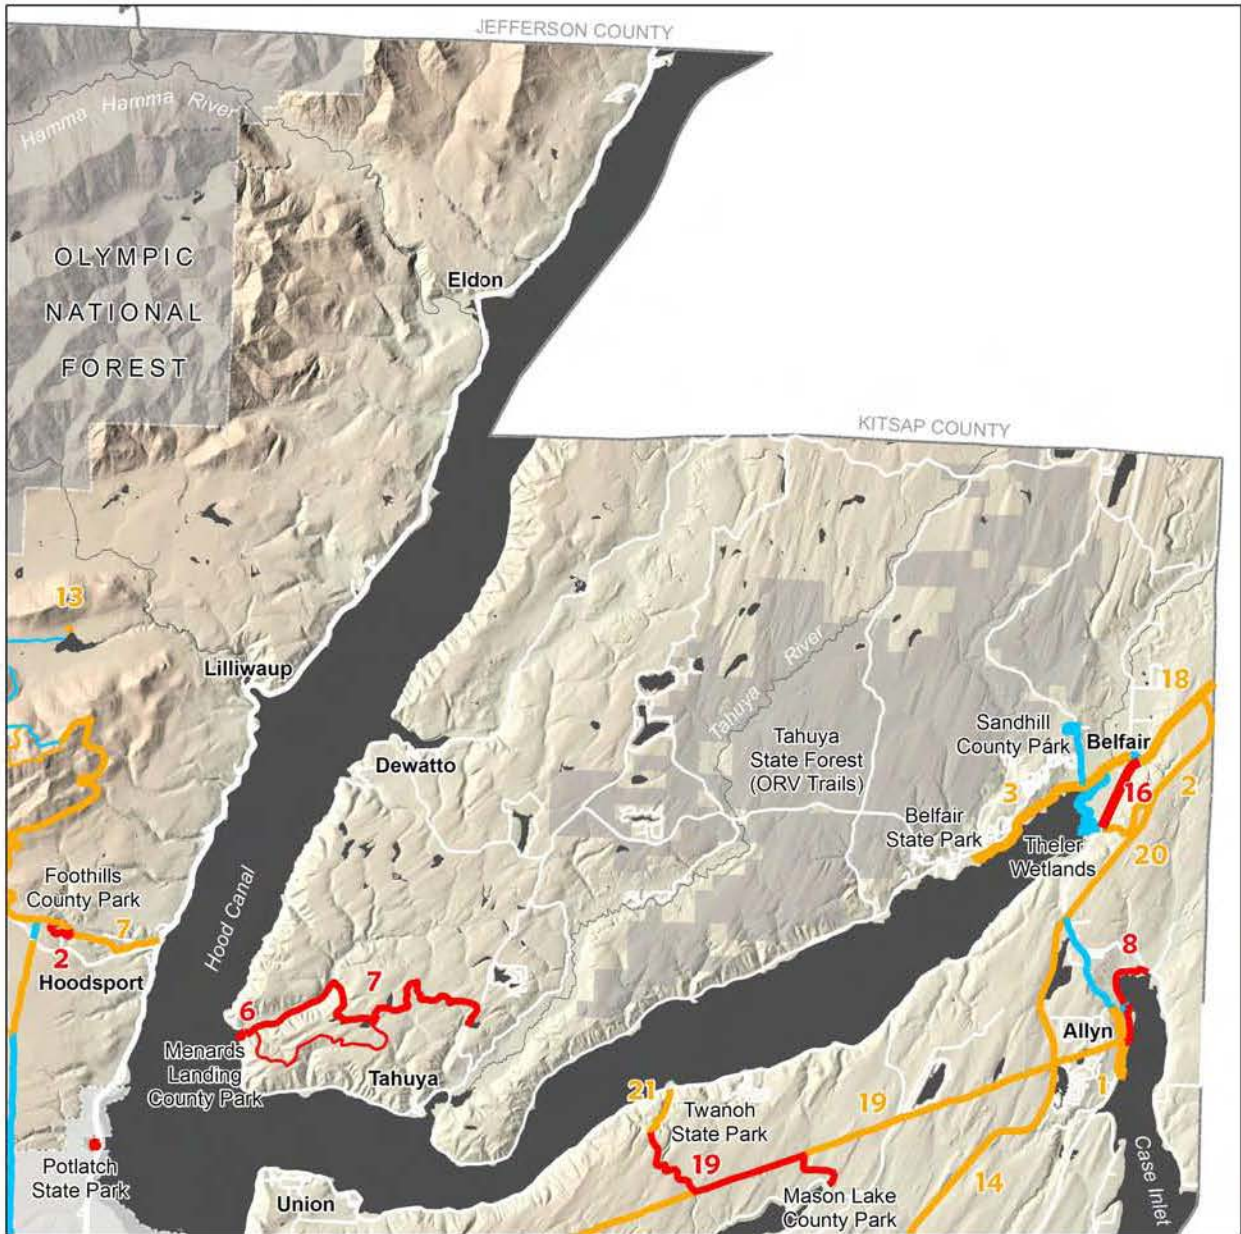 JEFFERSON COUNTY
Hamma Hamma River
OLYMPIC
NATIONAL
FOREST
Eldon
KITSAP COUNTY
13
Lilliwaup
Tahuya River
18
Sandhill
County Park
Belfair
Dewatto
Tahuya
State Forest
(ORV Trails)
3
16
2
Belfair
State Park
Theler
Wetlands
20
Foothills
County Park
7
2
Hoodsport
Hood Canal
8
7
6
Menards
Landing
County Park
Allyn
Tahuya
1
21
Twanoh
State Park
19
19
Potlatch
State Park
Union
Mason Lake
County Park
14
Case Inlet